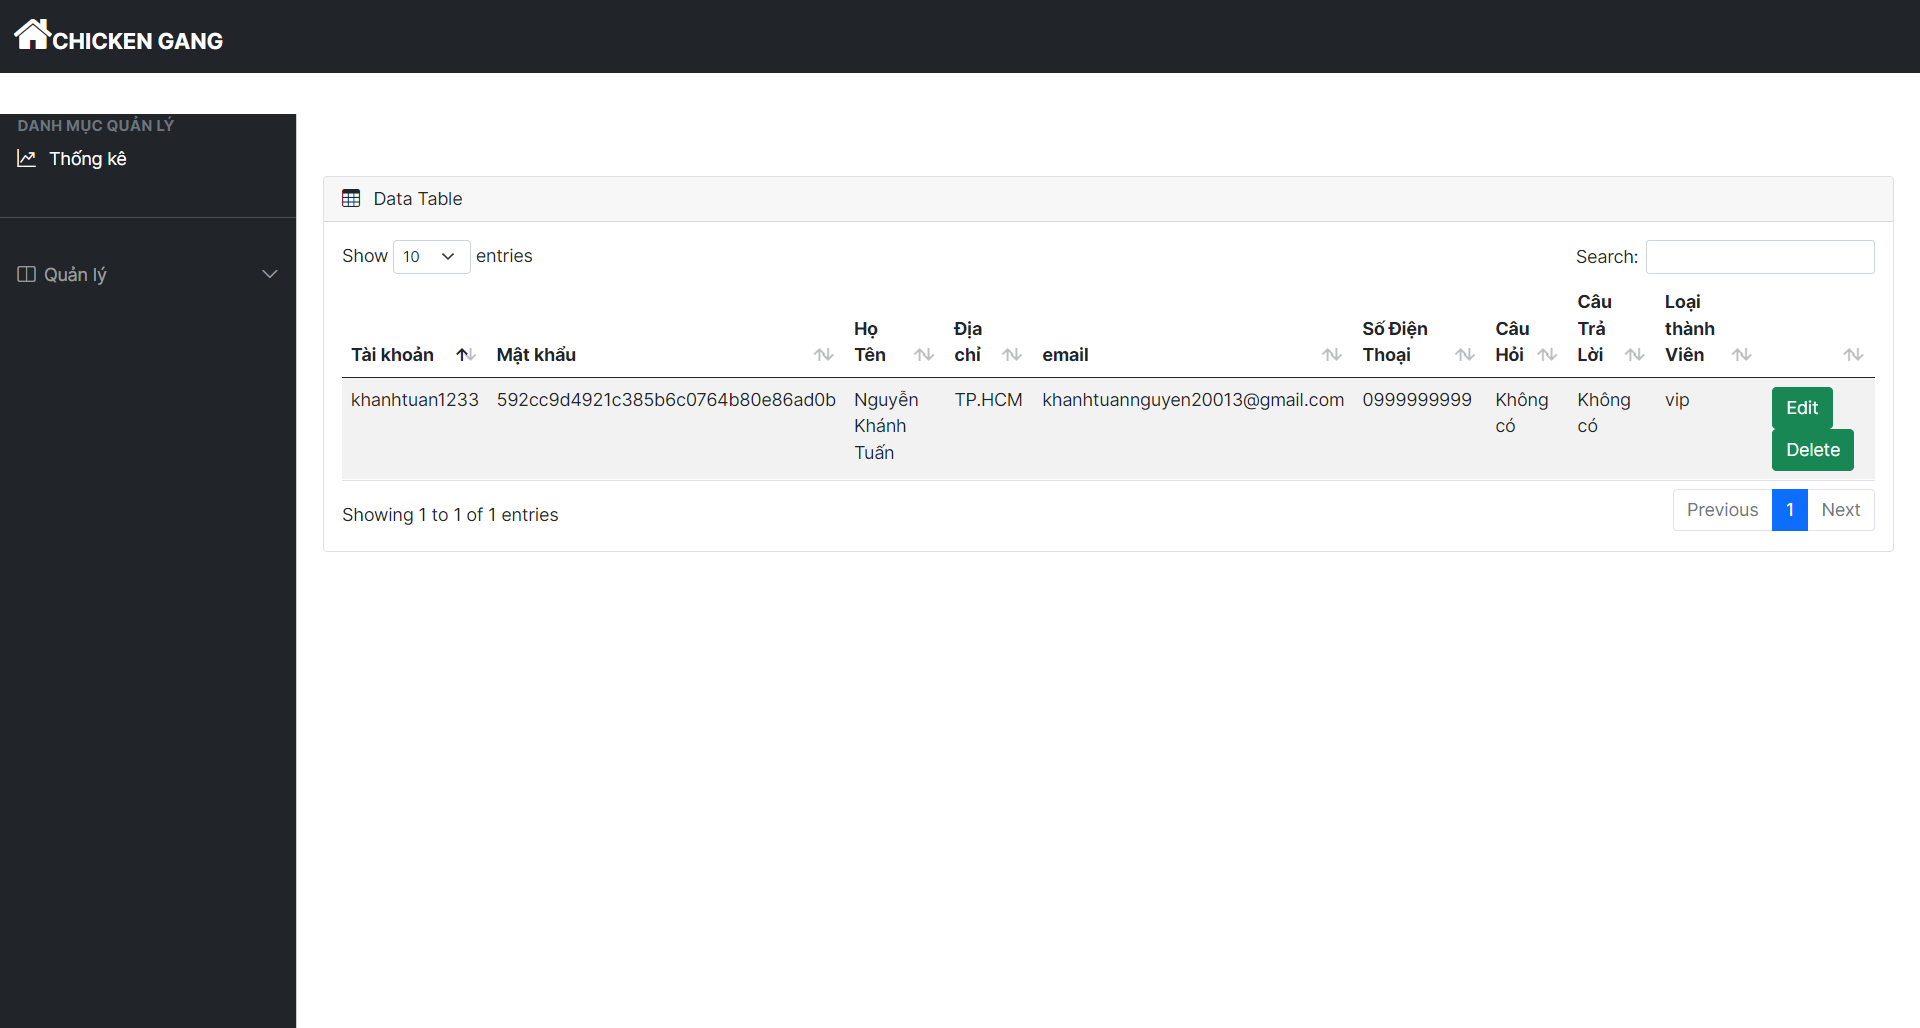 CHICKEN GANG
DANH MỤC QUẢN LÝ
Thống kê
Quản lý
Data Table
Show 10 entries
Search:
Tài khoản
Mật khẩu
Họ
Tên
Địa
chỉ
email
Số Điện
Thoại
Câu
Hỏi
Câu
Trả
Lời
Loại
thành
Viên
khanhtuan1233
592cc9d4921c385b6c0764b80e86ad0b
Nguyễn
Khánh
Tuấn
TP.HCM
khanhtuannguyen20013@gmail.com
0999999999
Không
có
Không
có
vip
Edit
Delete
Showing 1 to 1 of 1 entries
Previous 1 Next